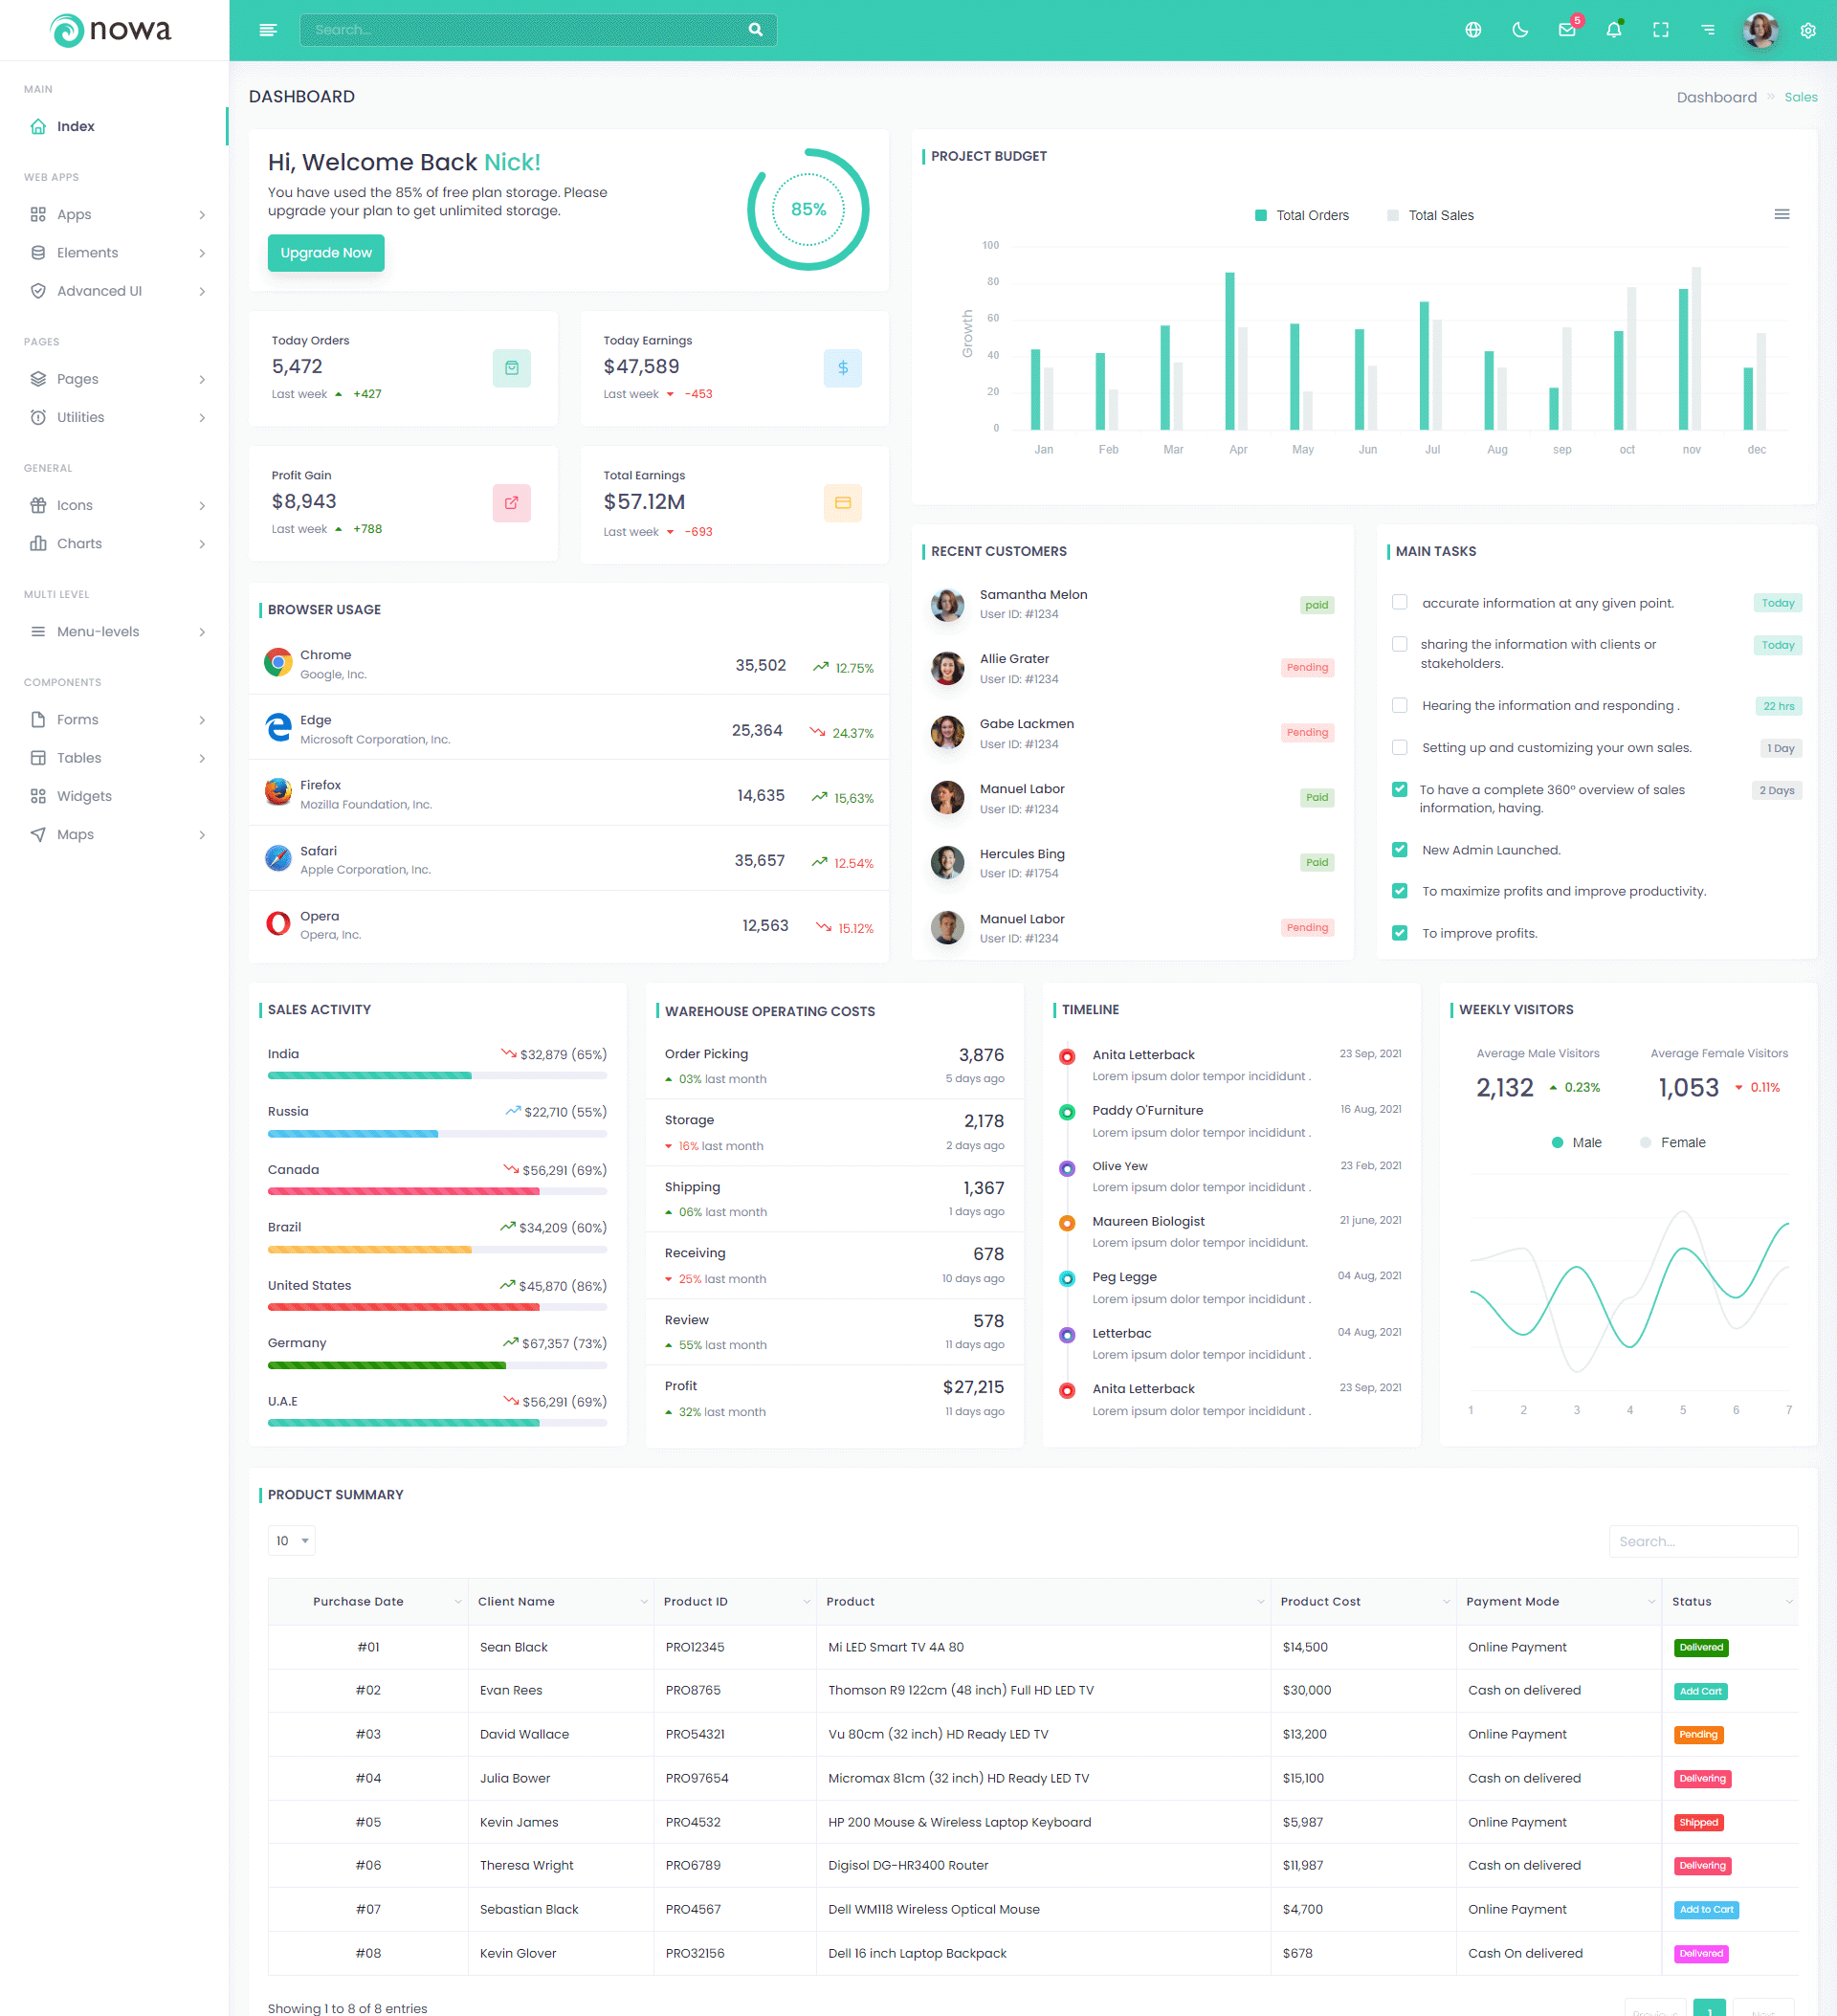 nowa
Search...
5
MAIN
Index
WEB APPS
Apps
Elements
Advanced UI
PAGES
Pages
Utilities
GENERAL
Icons
Charts
MULTI LEVEL
Menu-levels
COMPONENTS
Forms
Tables
Widgets
Maps
DASHBOARD
Dashboard » Sales
Hi, Welcome Back Nick!
You have used the 85% of free plan storage. Please
upgrade your plan to get unlimited storage.
Upgrade Now
85%
Today Orders
5,472
Last week +427
Today Earnings
$47,589
Last week -453
Profit Gain
$8,943
Last week +788
Total Earnings
$57.12M
Last week -693
PROJECT BUDGET
Total Orders Total Sales
Growth
100
80
60
40
20
0
Jan Feb Mar Apr May Jun Jul Aug sep oct nov dec
BROWSER USAGE
Chrome
Google, Inc.
35,502 12.75%
Edge
Microsoft Corporation, Inc.
25,364 24.37%
Firefox
Mozilla Foundation, Inc.
14,635 15,63%
Safari
Apple Corporation, Inc.
35,657 12.54%
Opera
Opera, Inc.
12,563 15.12%
RECENT CUSTOMERS
Samantha Melon
User ID: #1234
paid
Allie Grater
User ID: #1234
Pending
Gabe Lackmen
User ID: #1234
Pending
Manuel Labor
User ID: #1234
Paid
Hercules Bing
User ID: #1754
Paid
Manuel Labor
User ID: #1234
Pending
MAIN TASKS
accurate information at any given point. Today
sharing the information with clients or
stakeholders.
Today
Hearing the information and responding . 22 hrs
Setting up and customizing your own sales. 1 Day
To have a complete 360° overview of sales
information, having.
2 Days
New Admin Launched.
To maximize profits and improve productivity.
To improve profits.
SALES ACTIVITY
India $32,879 (65%)
Russia $22,710 (55%)
Canada $56,291 (69%)
Brazil $34,209 (60%)
United States $45,870 (86%)
Germany $67,357 (73%)
U.A.E $56,291 (69%)
WAREHOUSE OPERATING COSTS
Order Picking 3,876
03% last month 5 days ago
Storage 2,178
16% last month 2 days ago
Shipping 1,367
06% last month 1 days ago
Receiving 678
25% last month 10 days ago
Review 578
55% last month 11 days ago
Profit $27,215
32% last month 11 days ago
TIMELINE
Anita Letterback 23 Sep, 2021
Lorem ipsum dolor tempor incididunt .
Paddy O'Furniture 16 Aug, 2021
Lorem ipsum dolor tempor incididunt .
Olive Yew 23 Feb, 2021
Lorem ipsum dolor tempor incididunt .
Maureen Biologist 21 june, 2021
Lorem ipsum dolor tempor incididunt.
Peg Legge 04 Aug, 2021
Lorem ipsum dolor tempor incididunt .
Letterbac 04 Aug, 2021
Lorem ipsum dolor tempor incididunt .
Anita Letterback 23 Sep, 2021
Lorem ipsum dolor tempor incididunt .
WEEKLY VISITORS
Average Male Visitors Average Female Visitors
2,132 0.23% 1,053 0.11%
Male Female
1 2 3 4 5 6 7
PRODUCT SUMMARY
10 Search...
Purchase Date Client Name Product ID Product Product Cost Payment Mode Status
#01 Sean Black PRO12345 Mi LED Smart TV 4A 80 $14,500 Online Payment Delivered
#02 Evan Rees PRO8765 Thomson R9 122cm (48 inch) Full HD LED TV $30,000 Cash on delivered Add Cart
#03 David Wallace PRO54321 Vu 80cm (32 inch) HD Ready LED TV $13,200 Online Payment Pending
#04 Julia Bower PRO97654 Micromax 81cm (32 inch) HD Ready LED TV $15,100 Cash on delivered Delivering
#05 Kevin James PRO4532 HP 200 Mouse & Wireless Laptop Keyboard $5,987 Online Payment Shipped
#06 Theresa Wright PRO6789 Digisol DG-HR3400 Router $11,987 Cash on delivered Delivering
#07 Sebastian Black PRO4567 Dell WM118 Wireless Optical Mouse $4,700 Online Payment Add to Cart
#08 Kevin Glover PRO32156 Dell 16 inch Laptop Backpack $678 Cash On delivered Delivered
Showing 1 to 8 of 8 entries
Previous 1 Next